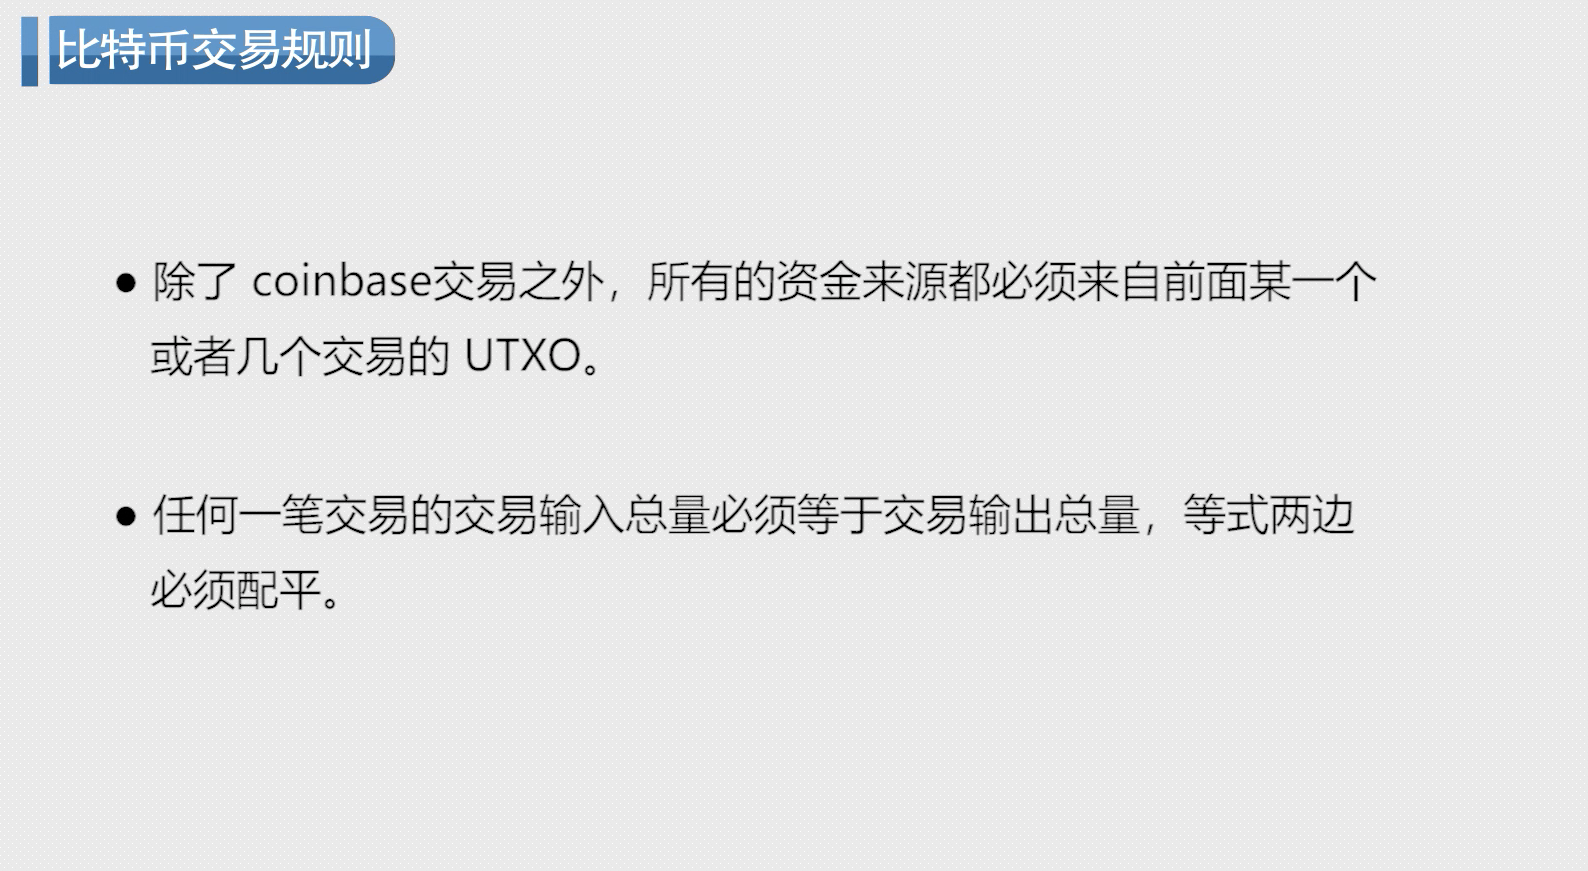 比特币交易规则
● 除了 coinbase交易之外，所有的资金来源都必须来自前面某一个
或者几个交易的 UTXO。
● 任何一笔交易的交易输入总量必须等于交易输出总量，等式两边
必须配平。